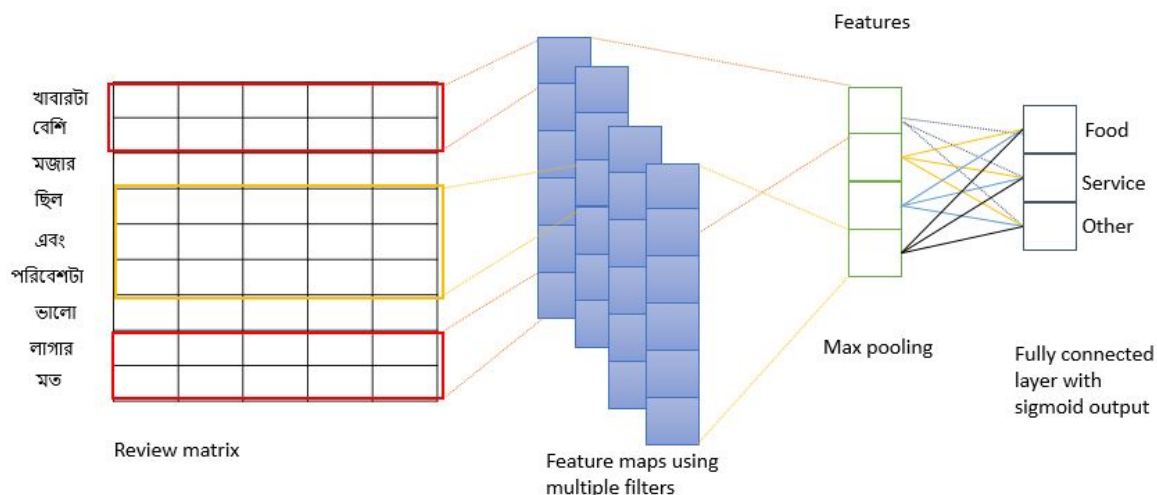 Features
খাবারটা
বেশি
মজার
ছিল
এবং
পরিবেশটা
ভালো
লাগার
মত
Food
Service
Other
Max pooling
Fully connected
layer with
sigmoid output
Review matrix
Feature maps using
multiple filters